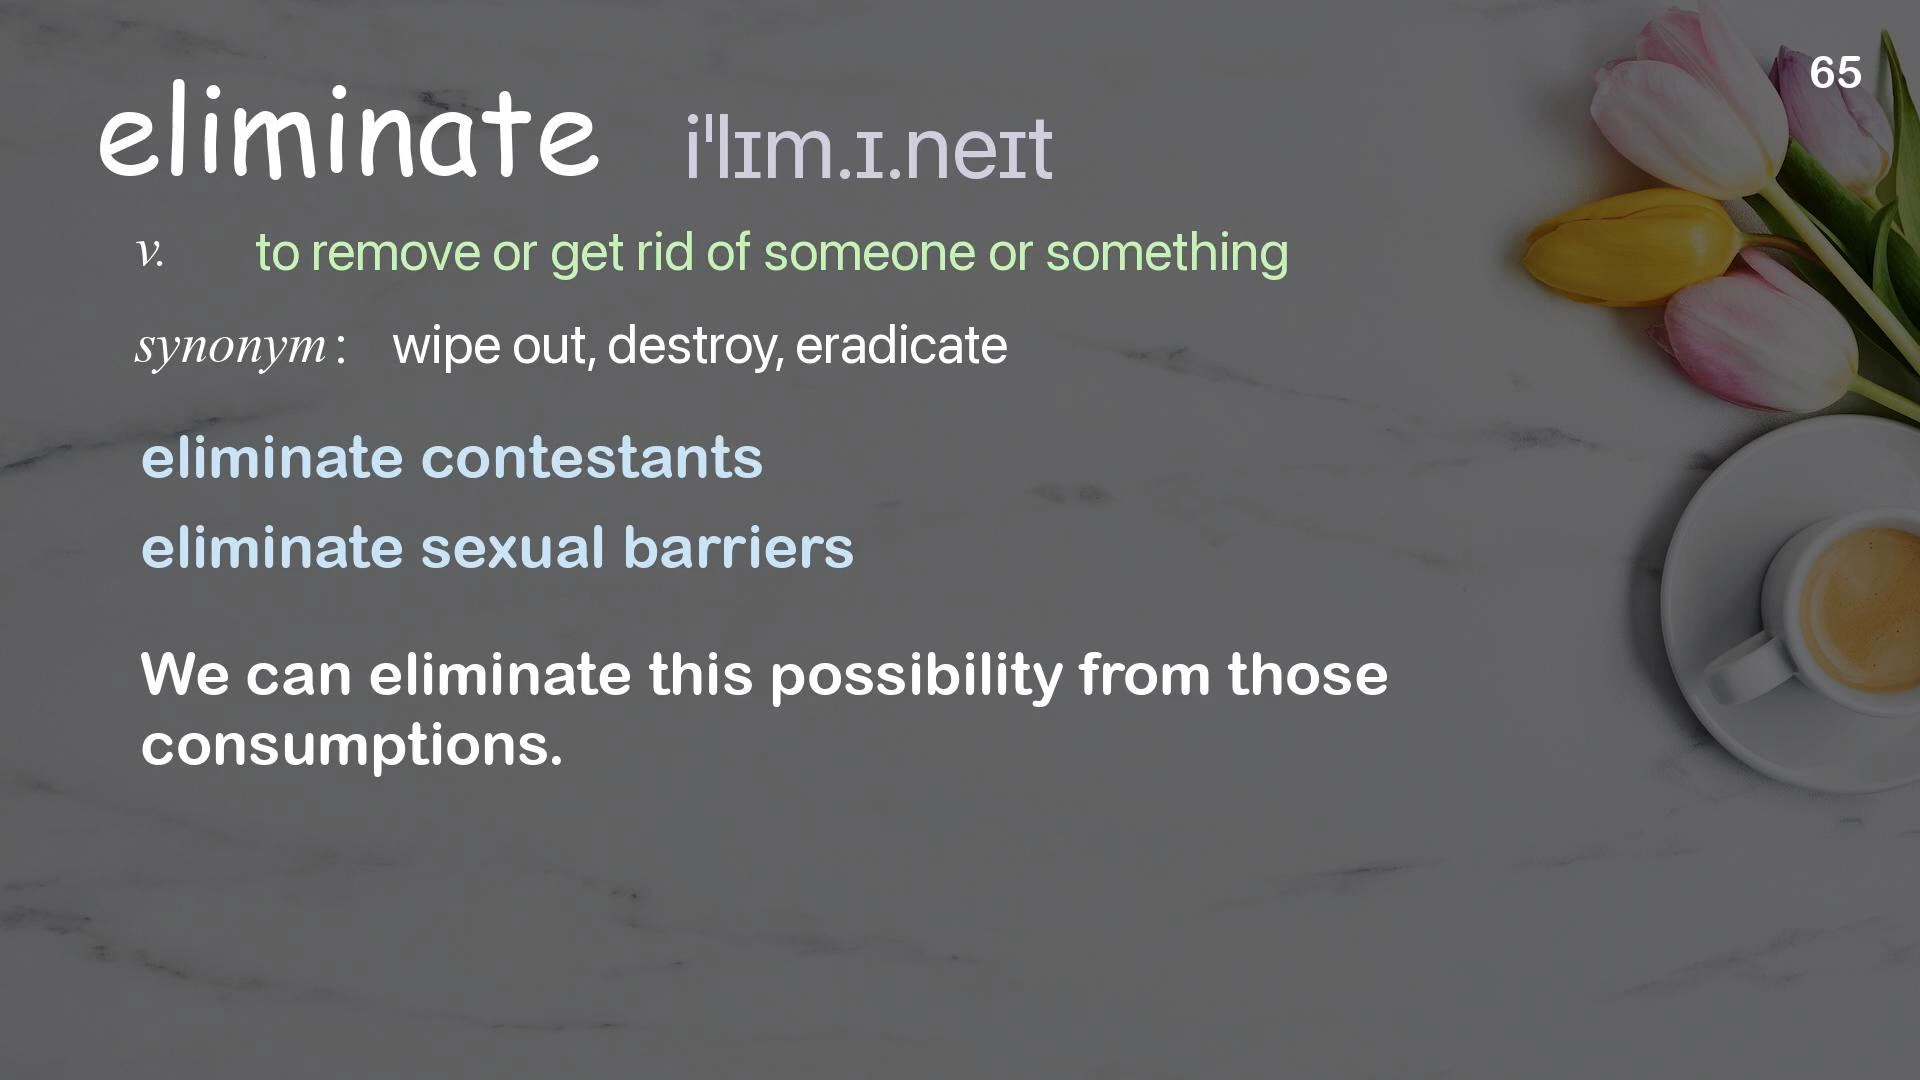 65
eliminate iˈlɪm.ɪ.neɪt
v. to remove or get rid of someone or something
synonym: wipe out, destroy, eradicate
eliminate contestants
eliminate sexual barriers
We can eliminate this possibility from those
consumptions.